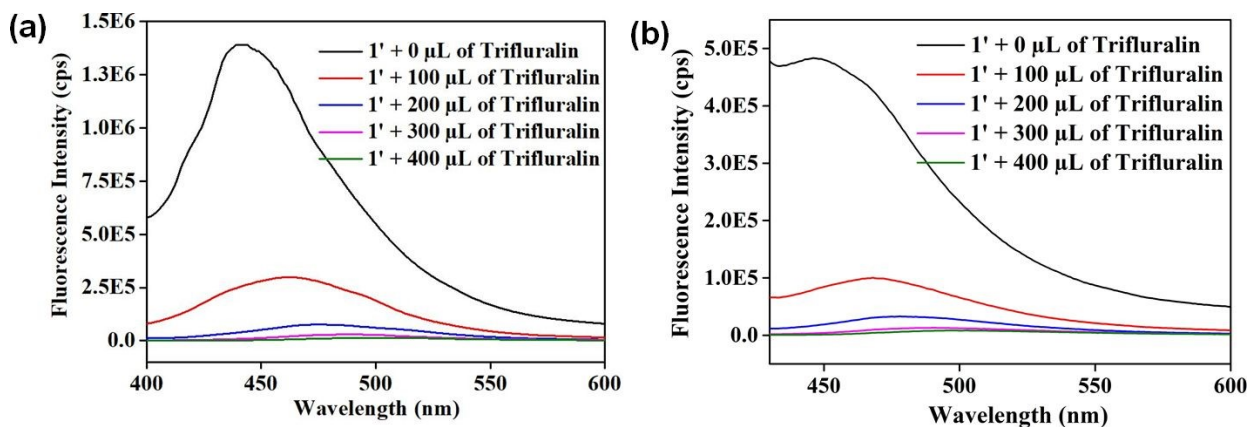 (a)
Fluorescence Intensity (cps)
1.5E6
1.3E6
1.0E6
7.5E5
5.0E5
2.5E5
0.0
1' + 0 µL of Trifluralin
1' + 100 µL of Trifluralin
1' + 200 µL of Trifluralin
1' + 300 µL of Trifluralin
1' + 400 µL of Trifluralin
400 450 500 550 600
Wavelength (nm)
(b)
Fluorescence Intensity (cps)
5.0E5
4.0E5
3.0E5
2.0E5
1.0E5
0.0
1' + 0 µL of Trifluralin
1' + 100 µL of Trifluralin
1' + 200 µL of Trifluralin
1' + 300 µL of Trifluralin
1' + 400 µL of Trifluralin
450 500 550 600
Wavelength (nm)